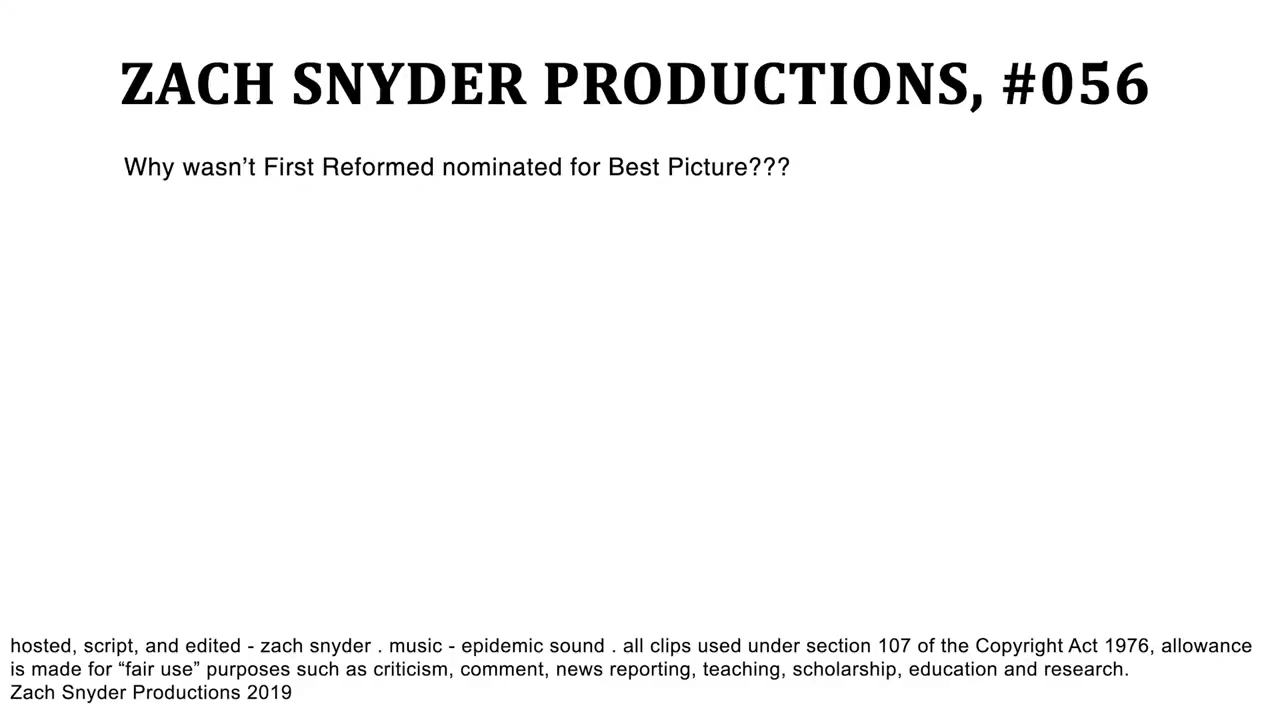 ZACH SNYDER PRODUCTIONS, #056
Why wasn’t First Reformed nominated for Best Picture???
hosted, script, and edited - zach snyder . music - epidemic sound . all clips used under section 107 of the Copyright Act 1976, allowance
is made for “fair use” purposes such as criticism, comment, news reporting, teaching, scholarship, education and research.
Zach Snyder Productions 2019